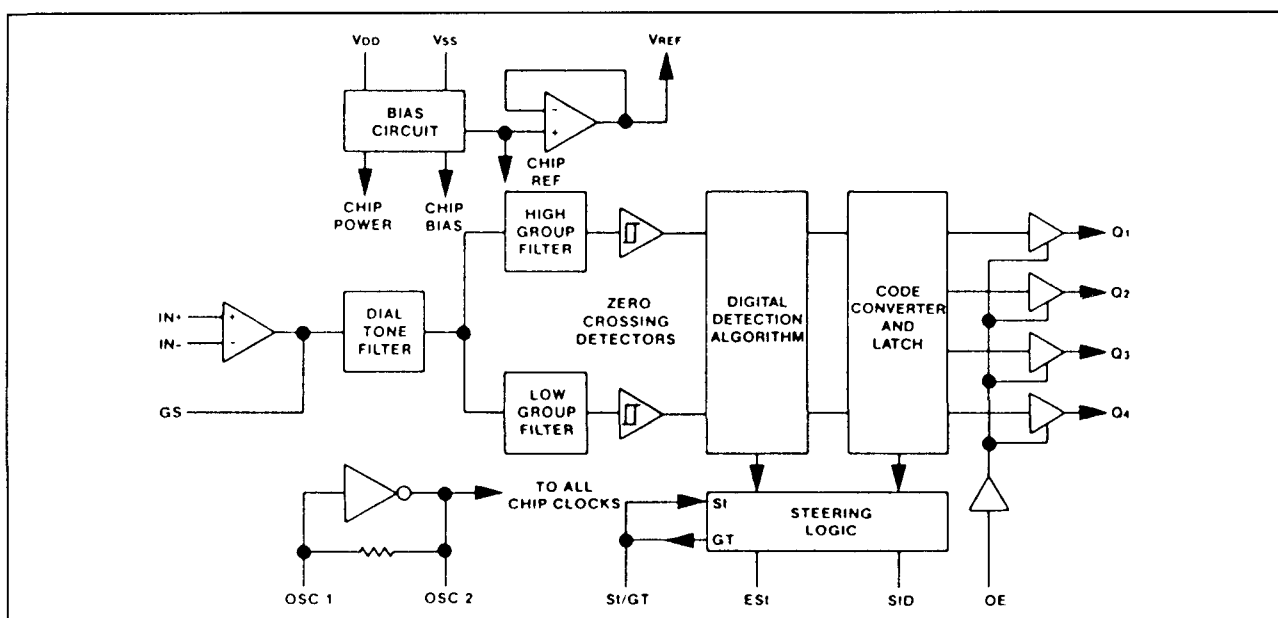 VDD
VSS
VREF
BIAS
CIRCUIT
-
+
CHIP
REF
CHIP
POWER
CHIP
BIAS
HIGH
GROUP
FILTER
Q1
IN+
IN-
+
-
DIAL
TONE
FILTER
ZERO
CROSSING
DETECTORS
DIGITAL
DETECTION
ALGORITHM
CODE
CONVERTER
AND
LATCH
Q2
Q3
GS
LOW
GROUP
FILTER
Q4
TO ALL
CHIP CLOCKS
St
GT
STEERING
LOGIC
OSC 1
OSC 2
St/GT
ESt
StD
OE